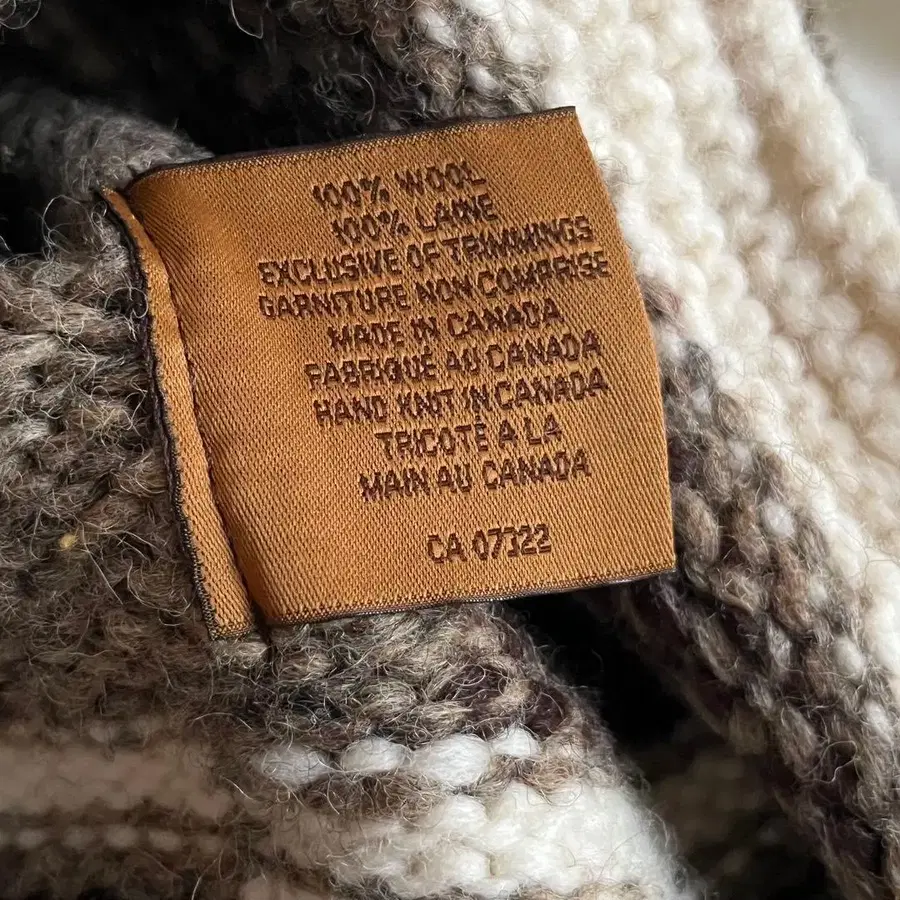 100% WOOL
100% LAINE
EXCLUSIVE OF TRIMMINGS
GARNITURE NON COMPRISE
MADE IN CANADA
FABRIQUÉ AU CANADA
HAND KNIT IN CANADA
TRICOTÉ A LA
MAIN AU CANADA
CA 07322